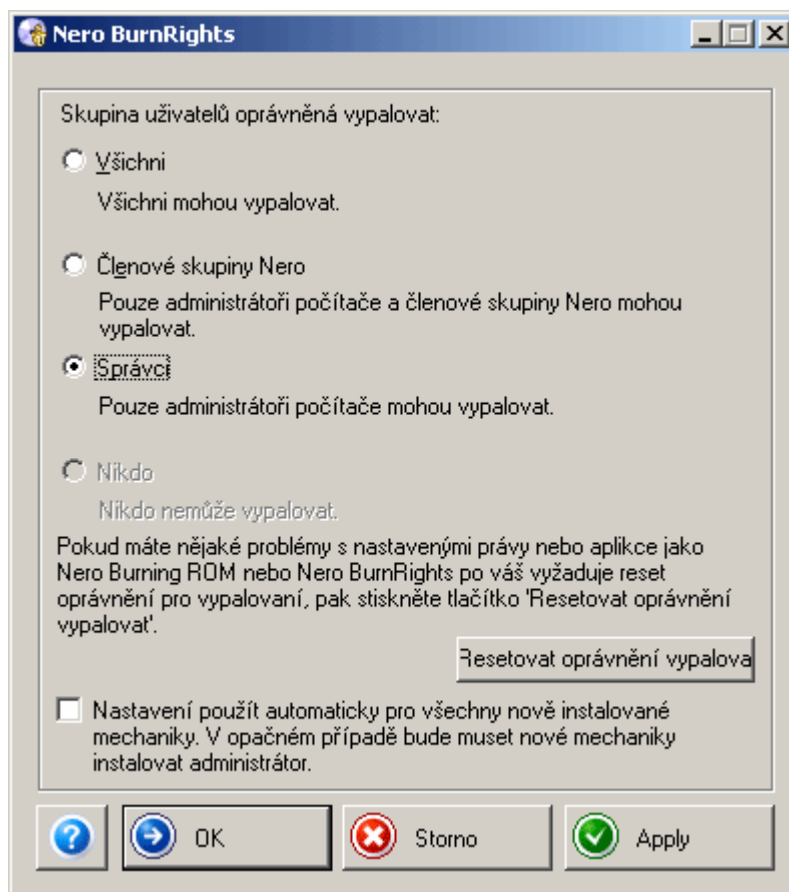 Nero BurnRights
Skupina uživatelů oprávněná vypalovat:
Všichni
Všichni mohou vypalovat.
Členové skupiny Nero
Pouze administrátoři počítače a členové skupiny Nero mohou
vypalovat.
Správci
Pouze administrátoři počítače mohou vypalovat.
Nikdo
Nikdo nemůže vypalovat.
Pokud máte nějaké problémy s nastavenými právy nebo aplikce jako
Nero Burning ROM nebo Nero BurnRights po váš vyžaduje reset
oprávnění pro vypalovaní, pak stiskněte tlačítko 'Resetovat oprávnění
vypalovat'.
Resetovat oprávnění vypalova
Nastavení použít automaticky pro všechny nově instalované
mechaniky. V opačném případě bude muset nové mechaniky
instalovat administrátor.
? OK Storno Apply